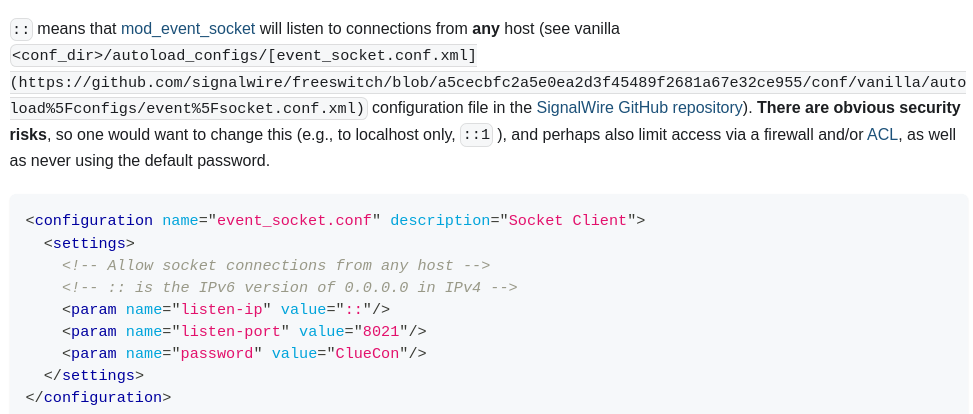 :: means that mod_event_socket will listen to connections from any host (see vanilla
<conf_dir>/autoload_configs/[event_socket.conf.xml]
(https://github.com/signalwire/freeswitch/blob/a5cecbfc2a5e0ea2d3f45489f2681a67e32ce955/conf/vanilla/auto
load%5Fconfigs/event%5Fsocket.conf.xml) configuration file in the SignalWire GitHub repository). There are obvious security
risks, so one would want to change this (e.g., to localhost only, ::1 ), and perhaps also limit access via a firewall and/or ACL, as well
as never using the default password.
<configuration name="event_socket.conf" description="Socket Client">
  <settings>
    <!-- Allow socket connections from any host -->
    <!-- :: is the IPv6 version of 0.0.0.0 in IPv4 -->
    <param name="listen-ip" value="::"/>
    <param name="listen-port" value="8021"/>
    <param name="password" value="ClueCon"/>
  </settings>
</configuration>